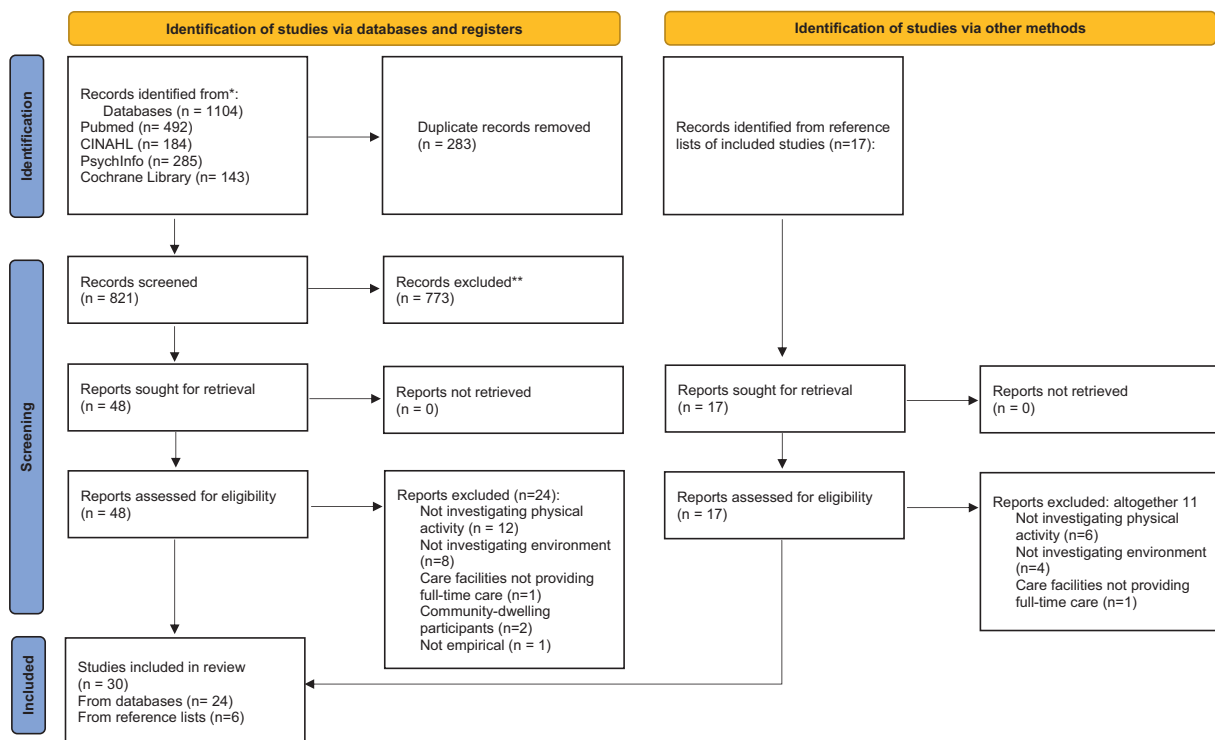 Identification of studies via databases and registers
Identification of studies via other methods
Identification
Records identified from*:
Databases (n = 1104)
Pubmed (n= 492)
CINAHL (n= 184)
PsychInfo (n= 285)
Cochrane Library (n= 143)
Duplicate records removed
(n = 283)
Records identified from reference
lists of included studies (n=17):
Screening
Records screened
(n = 821)
Records excluded**
(n = 773)
Reports sought for retrieval
(n = 48)
Reports not retrieved
(n = 0)
Reports sought for retrieval
(n = 17)
Reports not retrieved
(n = 0)
Reports assessed for eligibility
(n = 48)
Reports excluded (n=24):
Not investigating physical
activity (n = 12)
Not investigating environment
(n=8)
Care facilities not providing
full-time care (n=1)
Community-dwelling
participants (n=2)
Not empirical (n = 1)
Reports assessed for eligibility
(n = 17)
Reports excluded: altogether 11
Not investigating physical
activity (n=6)
Not investigating environment
(n=4)
Care facilities not providing
full-time care (n=1)
Included
Studies included in review
(n = 30)
From databases (n= 24)
From reference lists (n=6)